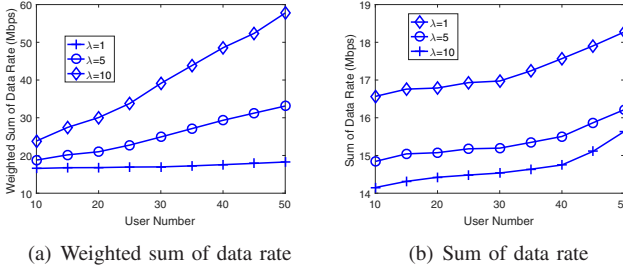 60
50
40
30
20
10
10 20 30 40 50
Weighted Sum of Data Rate (Mbps)
User Number
λ=1
λ=5
λ=10
(a) Weighted sum of data rate
19
18
17
16
15
14
10 20 30 40 50
Sum of Data Rate (Mbps)
User Number
λ=1
λ=5
λ=10
(b) Sum of data rate